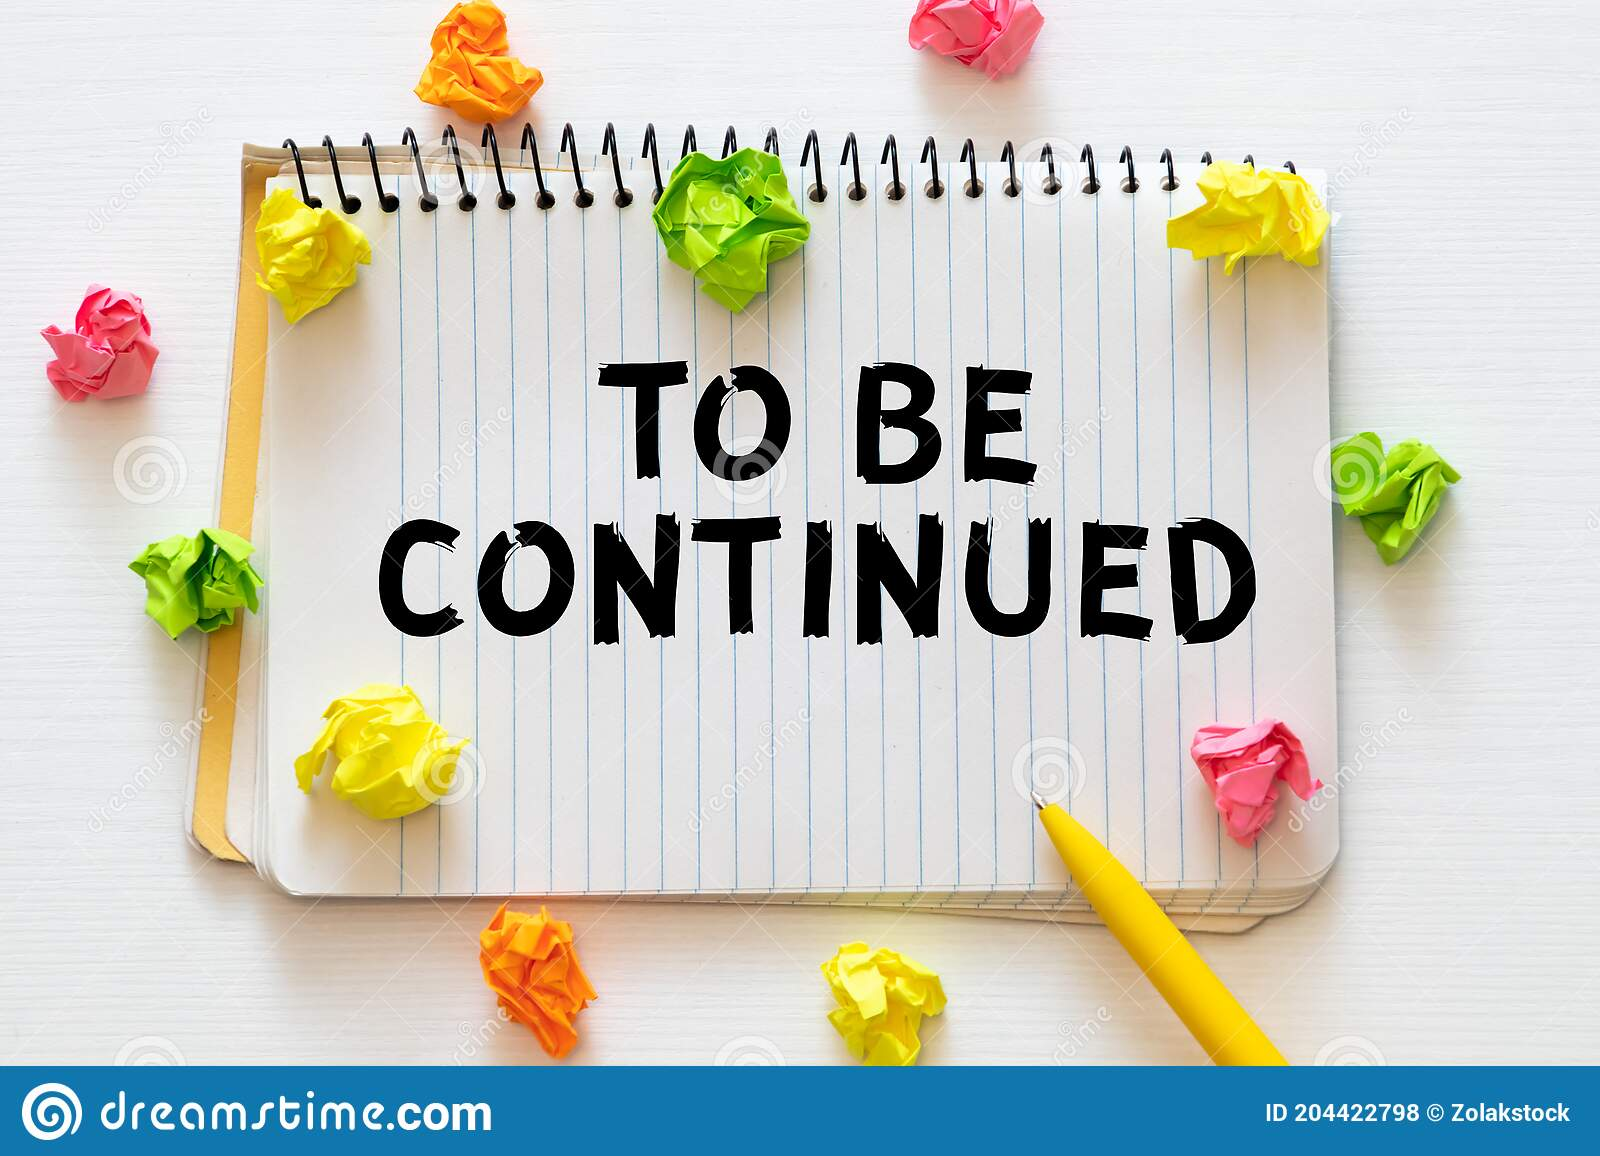 TO BE
CONTINUED
dreamstime.com
ID 204422798 © Zolakstock